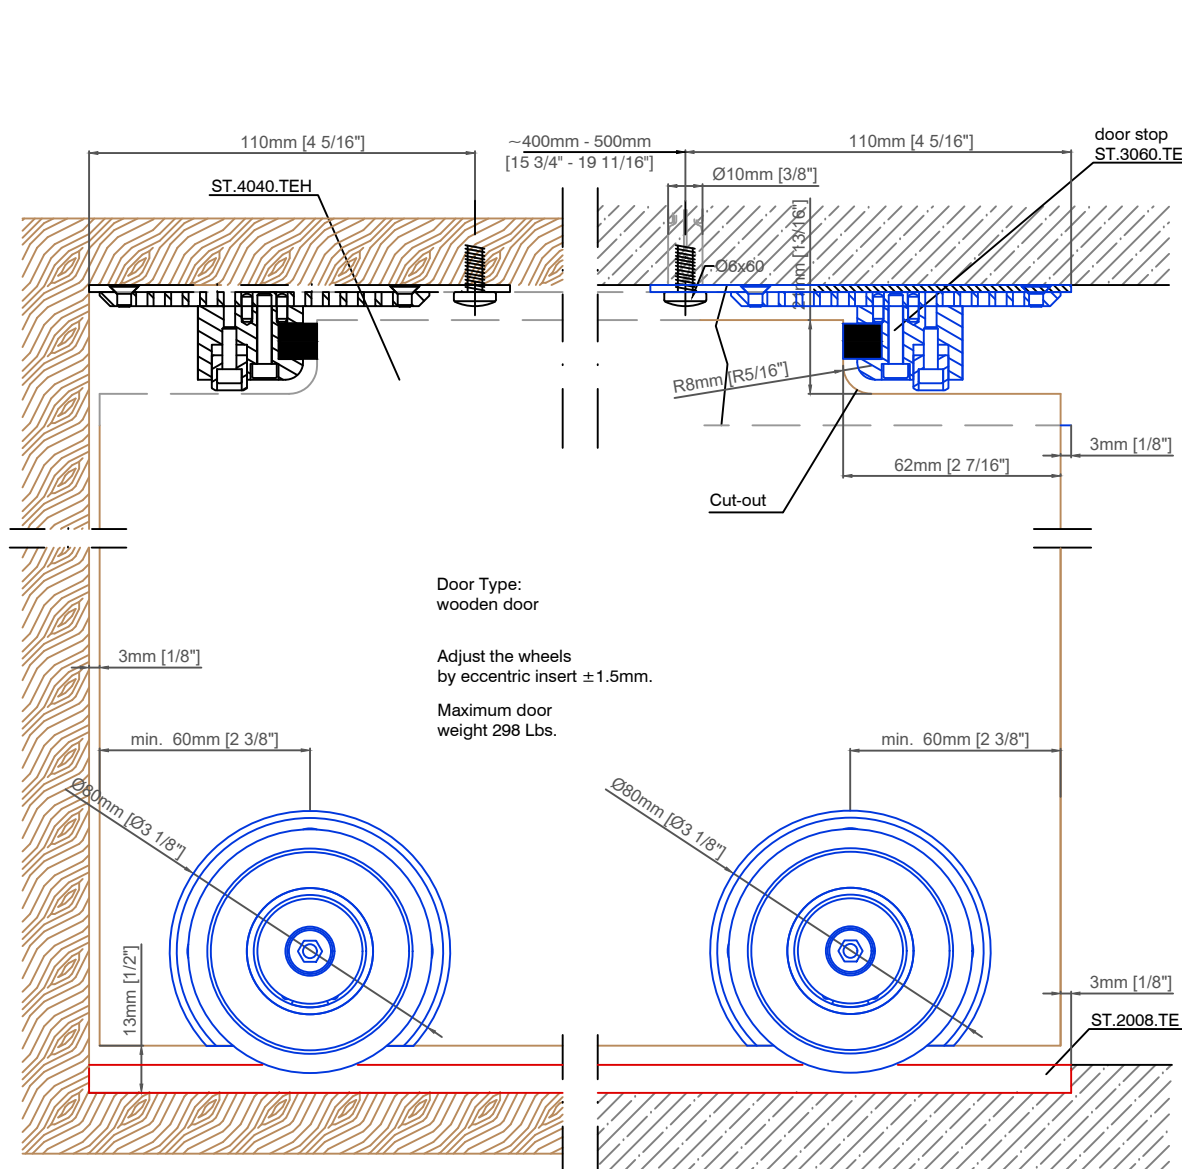 door stop
ST.3060.TE
110mm [4 5/16"]
~400mm - 500mm
[15 3/4" - 19 11/16"]
110mm [4 5/16"]
Ø10mm [3/8"]
ST.4040.TEH
Ø6x60
21mm [13/16"]
R8mm [R5/16"]
3mm [1/8"]
62mm [2 7/16"]
Cut-out
Door Type:
wooden door
Adjust the wheels
by eccentric insert ±1.5mm.
Maximum door
weight 298 Lbs.
3mm [1/8"]
min. 60mm [2 3/8"]
min. 60mm [2 3/8"]
Ø80mm [Ø3 1/8"]
Ø80mm [Ø3 1/8"]
13mm [1/2"]
3mm [1/8"]
ST.2008.TE